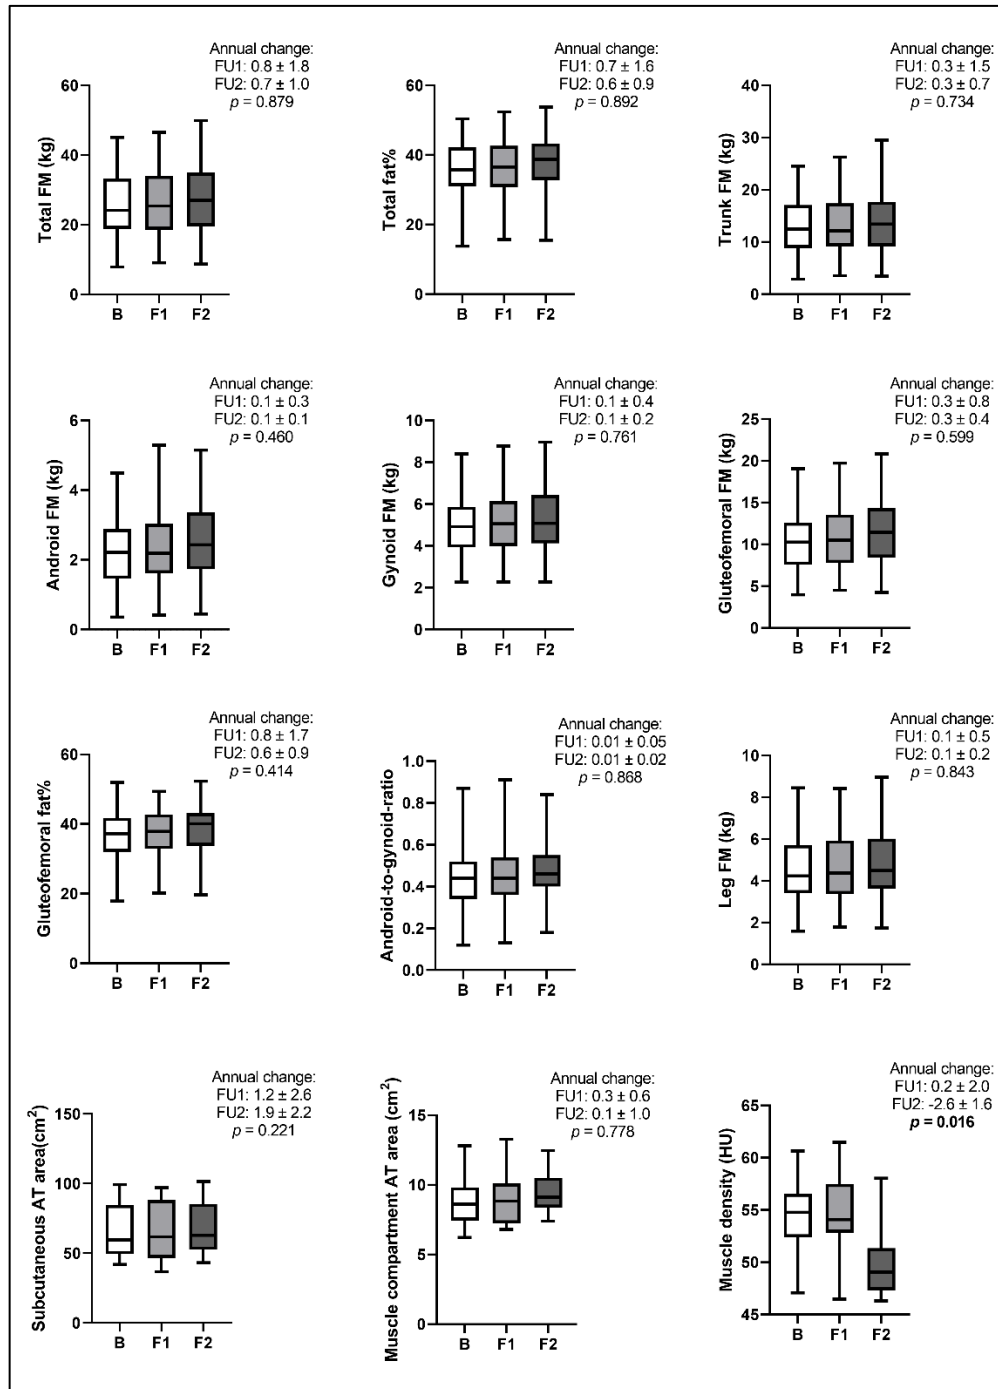 Annual change:
FU1: 0.8 ± 1.8
FU2: 0.7 ± 1.0
p = 0.879
Total FM (kg)
60
40
20
0
B F1 F2
Annual change:
FU1: 0.7 ± 1.6
FU2: 0.6 ± 0.9
p = 0.892
Total fat%
60
40
20
0
B F1 F2
Annual change:
FU1: 0.3 ± 1.5
FU2: 0.3 ± 0.7
p = 0.734
Trunk FM (kg)
40
30
20
10
0
B F1 F2
Annual change:
FU1: 0.1 ± 0.3
FU2: 0.1 ± 0.1
p = 0.460
Android FM (kg)
6
4
2
0
B F1 F2
Annual change:
FU1: 0.1 ± 0.4
FU2: 0.1 ± 0.2
p = 0.761
Gynoid FM (kg)
10
8
6
4
2
0
B F1 F2
Annual change:
FU1: 0.3 ± 0.8
FU2: 0.3 ± 0.4
p = 0.599
Gluteofemoral FM (kg)
25
20
15
10
5
0
B F1 F2
Annual change:
FU1: 0.8 ± 1.7
FU2: 0.6 ± 0.9
p = 0.414
Gluteofemoral fat%
60
40
20
0
B F1 F2
Annual change:
FU1: 0.01 ± 0.05
FU2: 0.01 ± 0.02
p = 0.868
Android-to-gynoid-ratio
1.0
0.8
0.6
0.4
0.2
0.0
B F1 F2
Annual change:
FU1: 0.1 ± 0.5
FU2: 0.1 ± 0.2
p = 0.843
Leg FM (kg)
10
8
6
4
2
0
B F1 F2
Annual change:
FU1: 1.2 ± 2.6
FU2: 1.9 ± 2.2
p = 0.221
Subcutaneous AT area(cm²)
150
100
50
0
B F1 F2
Annual change:
FU1: 0.3 ± 0.6
FU2: 0.1 ± 1.0
p = 0.778
Muscle compartment AT area (cm²)
15
10
5
0
B F1 F2
Annual change:
FU1: 0.2 ± 2.0
FU2: -2.6 ± 1.6
p = 0.016
Muscle density (HU)
65
60
55
50
45
B F1 F2